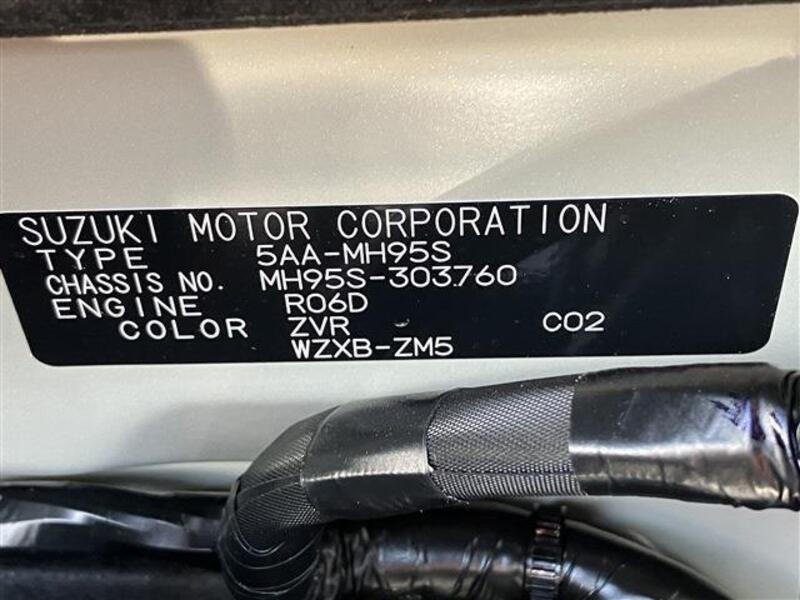 SUZUKI MOTOR CORPORATION
TYPE 5AA-MH95S
CHASSIS NO. MH95S-303760
ENGINE R06D
COLOR ZVR C02
WZXB-ZM5